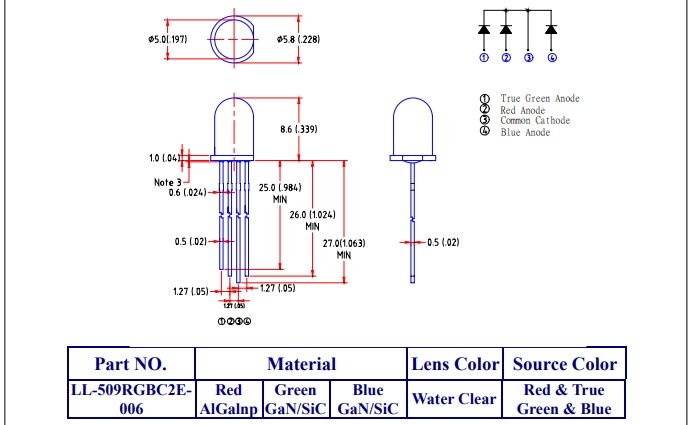 Φ5.0(.197)
Φ5.8 (.228)
① ② ③ ④
① True Green Anode
② Red Anode
③ Common Cathode
④ Blue Anode
8.6 (.339)
1.0 (.04)
Note 3
0.6 (.024)
25.0 (.984)
MIN
26.0 (1.024)
MIN
27.0(1.063)
MIN
0.5 (.02)
0.5 (.02)
1.27 (.05)
1.27 (.05)
1.27 (.05)
①②③④
Part NO. Material Lens Color Source Color
LL-509RGBC2E-
006
Red
AlGaInp
Green
GaN/SiC
Blue
GaN/SiC
Water Clear
Red & True
Green & Blue